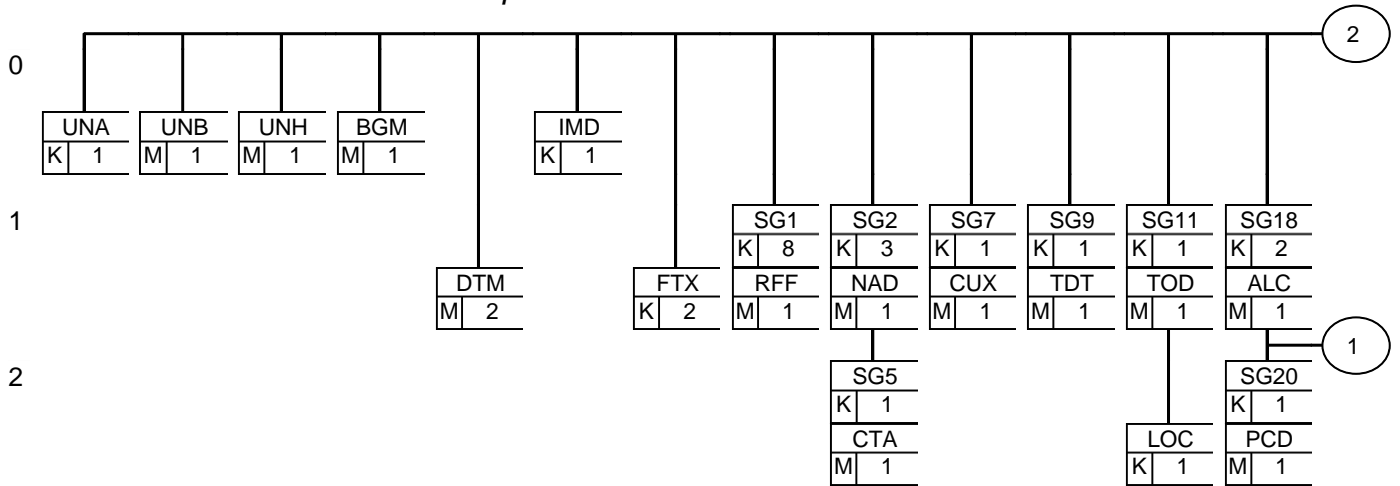 2
0
UNA UNB UNH BGM IMD
K 1 M 1 M 1 M 1 K 1
1
SG1 SG2 SG7 SG9 SG11 SG18
K 8 K 3 K 1 K 1 K 1 K 2
DTM FTX RFF NAD CUX TDT TOD ALC
M 2 K 2 M 1 M 1 M 1 M 1 M 1 M 1
1
2
SG5 SG20
K 1 K 1
CTA LOC PCD
M 1 K 1 M 1